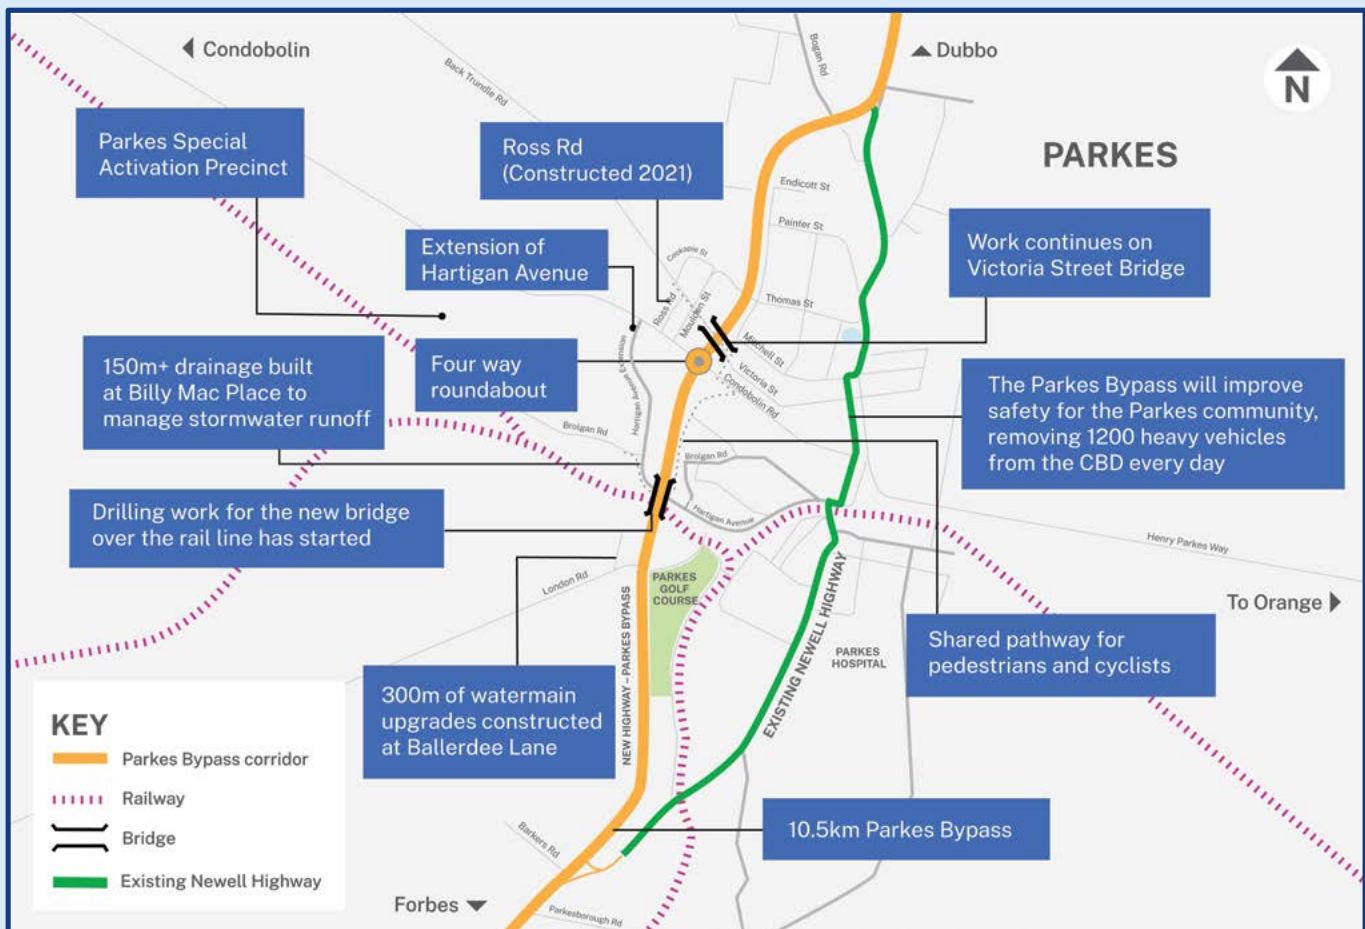 Condobolin
Dubbo
N
PARKES
Bogan Rd
Back Trundle Rd
Parkes Special
Activation Precinct
Ross Rd
(Constructed 2021)
Endicott St
Painter St
Work continues on
Victoria Street Bridge
Extension of
Hartigan Avenue
Cookapie St
Ross Rd
Moulden St
Thomas St
Mitchell St
Victoria St
Condobolin Rd
Hartigan Avenue Extension
150m+ drainage built
at Billy Mac Place to
manage stormwater runoff
Four way
roundabout
The Parkes Bypass will improve
safety for the Parkes community,
removing 1200 heavy vehicles
from the CBD every day
Brolgan Rd
Brolgan Rd
Drilling work for the new bridge
over the rail line has started
Hartigan Avenue
Henry Parkes Way
London Rd
PARKES
GOLF
COURSE
To Orange
NEW HIGHWAY – PARKES BYPASS
EXISTING NEWELL HIGHWAY
PARKES
HOSPITAL
Shared pathway for
pedestrians and cyclists
300m of watermain
upgrades constructed
at Ballerdee Lane
KEY
Parkes Bypass corridor
Railway
Bridge
Existing Newell Highway
10.5km Parkes Bypass
Barkers Rd
Forbes
Parkesborough Rd